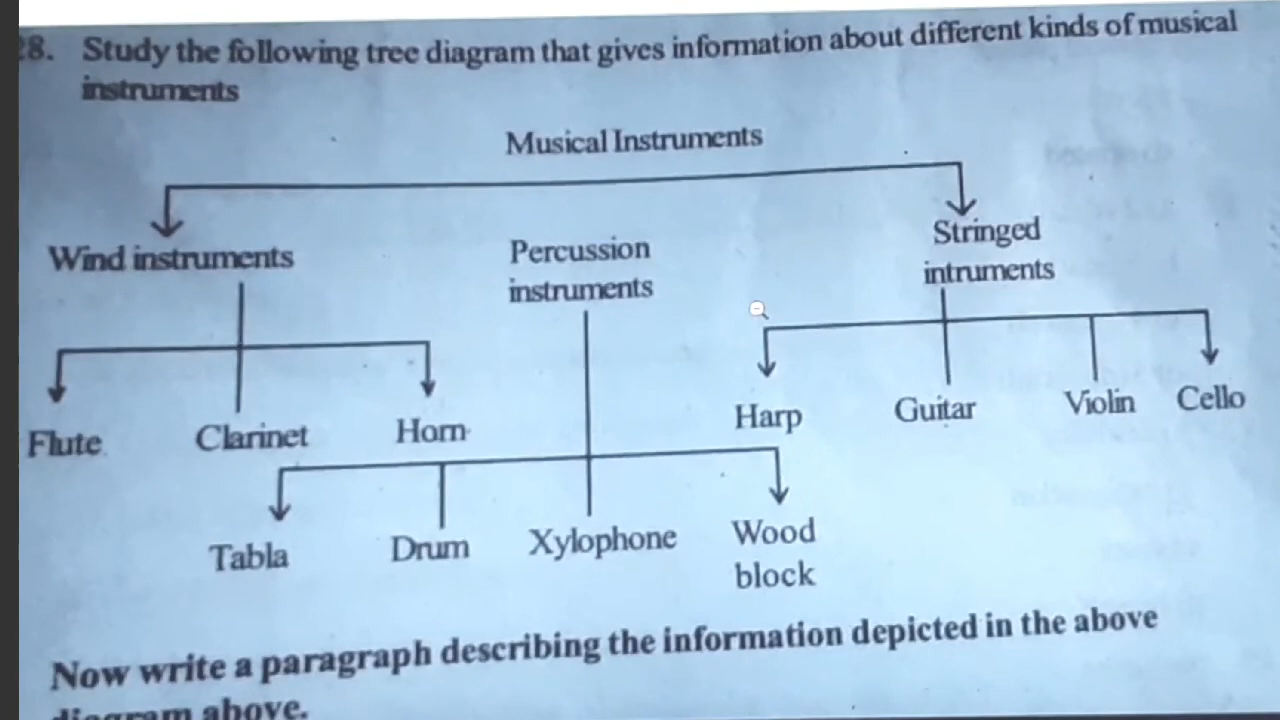 28. Study the following tree diagram that gives information about different kinds of musical
instruments
Musical Instruments
Wind instruments
Percussion
instruments
Stringed
intruments
Flute
Clarinet
Horn
Harp
Guitar
Violin
Cello
Tabla
Drum
Xylophone
Wood
block
Now write a paragraph describing the information depicted in the above
diagram above.